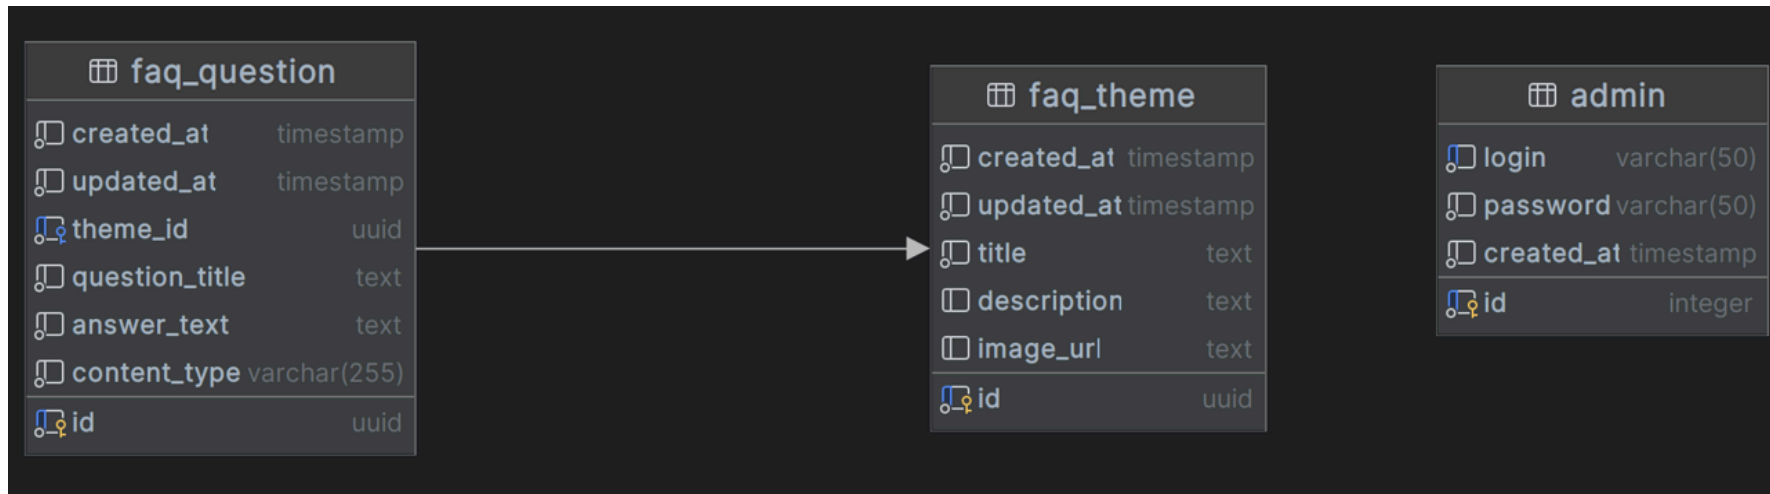 faq_question
created_at timestamp
updated_at timestamp
theme_id uuid
question_title text
answer_text text
content_type varchar(255)
id uuid
faq_theme
created_at timestamp
updated_at timestamp
title text
description text
image_url text
id uuid
admin
login varchar(50)
password varchar(50)
created_at timestamp
id integer